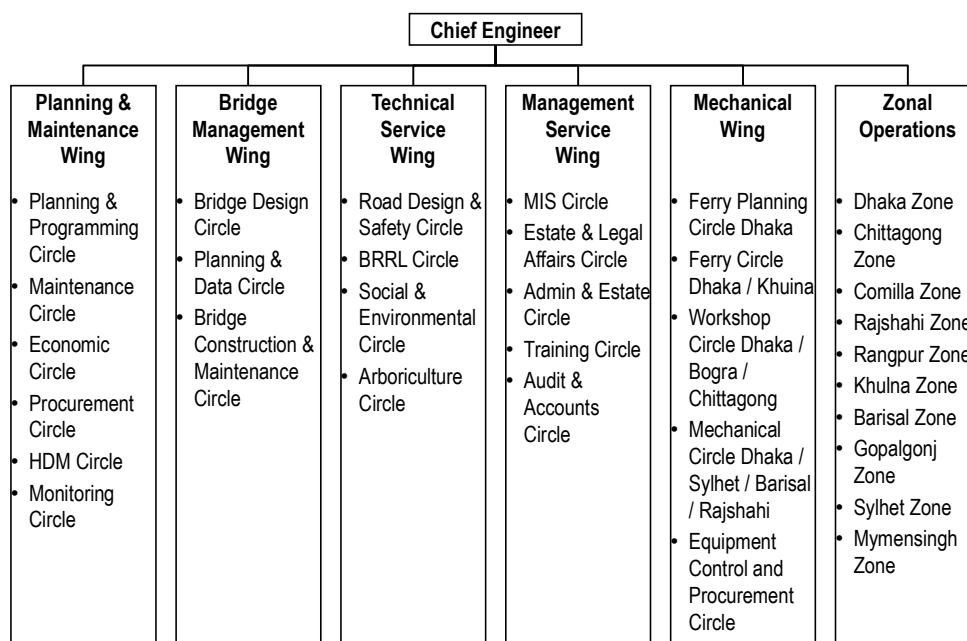 Chief Engineer
Planning &
Maintenance
Wing
• Planning &
Programming
Circle
• Maintenance
Circle
• Economic
Circle
• Procurement
Circle
• HDM Circle
• Monitoring
Circle
Bridge
Management
Wing
• Bridge Design
Circle
• Planning &
Data Circle
• Bridge
Construction &
Maintenance
Circle
Technical
Service
Wing
• Road Design &
Safety Circle
• BRRL Circle
• Social &
Environmental
Circle
• Arboriculture
Circle
Management
Service
Wing
• MIS Circle
• Estate & Legal
Affairs Circle
• Admin & Estate
Circle
• Training Circle
• Audit &
Accounts
Circle
Mechanical
Wing
• Ferry Planning
Circle Dhaka
• Ferry Circle
Dhaka / Khuina
• Workshop
Circle Dhaka /
Bogra /
Chittagong
• Mechanical
Circle Dhaka /
Sylhet / Barisal
/ Rajshahi
• Equipment
Control and
Procurement
Circle
Zonal
Operations
• Dhaka Zone
• Chittagong
Zone
• Comilla Zone
• Rajshahi Zone
• Rangpur Zone
• Khulna Zone
• Barisal Zone
• Gopalgonj
Zone
• Sylhet Zone
• Mymensingh
Zone